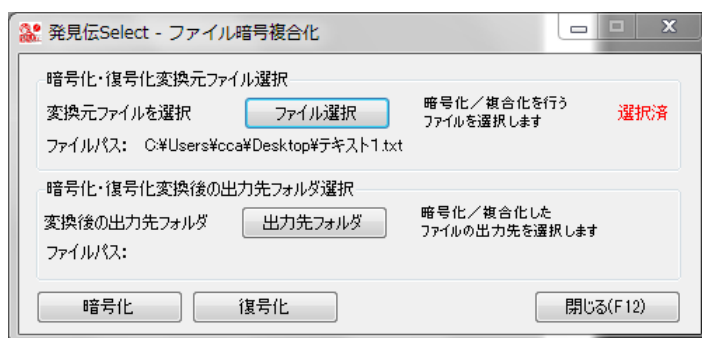 発見伝Select - ファイル暗号複合化
暗号化・復号化変換元ファイル選択
変換元ファイルを選択 ファイル選択 暗号化／複合化を行う
ファイルを選択します 選択済
ファイルパス: C:¥Users¥cca¥Desktop¥テキスト1.txt
暗号化・復号化変換後の出力先フォルダ選択
変換後の出力先フォルダ 出力先フォルダ 暗号化／複合化した
ファイルの出力先を選択します
ファイルパス:
暗号化 復号化 閉じる(F12)